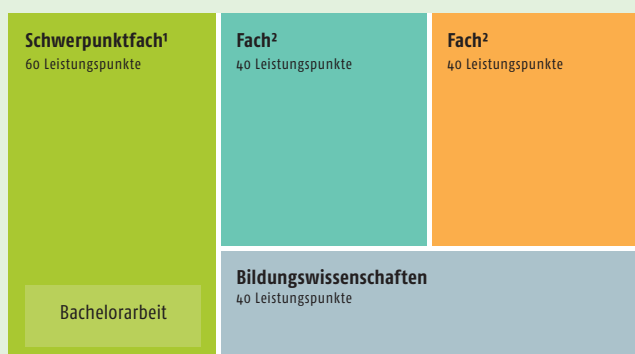 Schwerpunktfach¹
60 Leistungspunkte
Bachelorarbeit
Fach²
40 Leistungspunkte
Fach²
40 Leistungspunkte
Bildungswissenschaften
40 Leistungspunkte